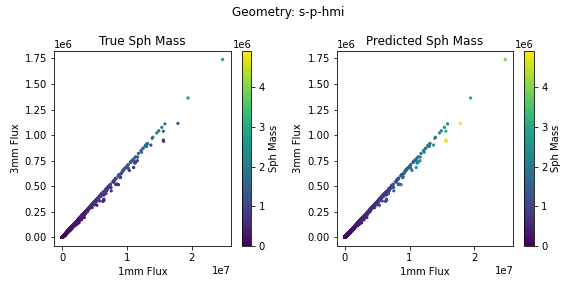 Geometry: s-p-hmi
True Sph Mass
Predicted Sph Mass
1e6
1e6
1e6
1e6
1.75
1.50
1.25
1.00
0.75
0.50
0.25
0.00
3mm Flux
0
1
2
1mm Flux
1e7
4
3
2
1
0
Sph Mass
1.75
1.50
1.25
1.00
0.75
0.50
0.25
0.00
3mm Flux
0
1
2
1mm Flux
1e7
4
3
2
1
0
Sph Mass